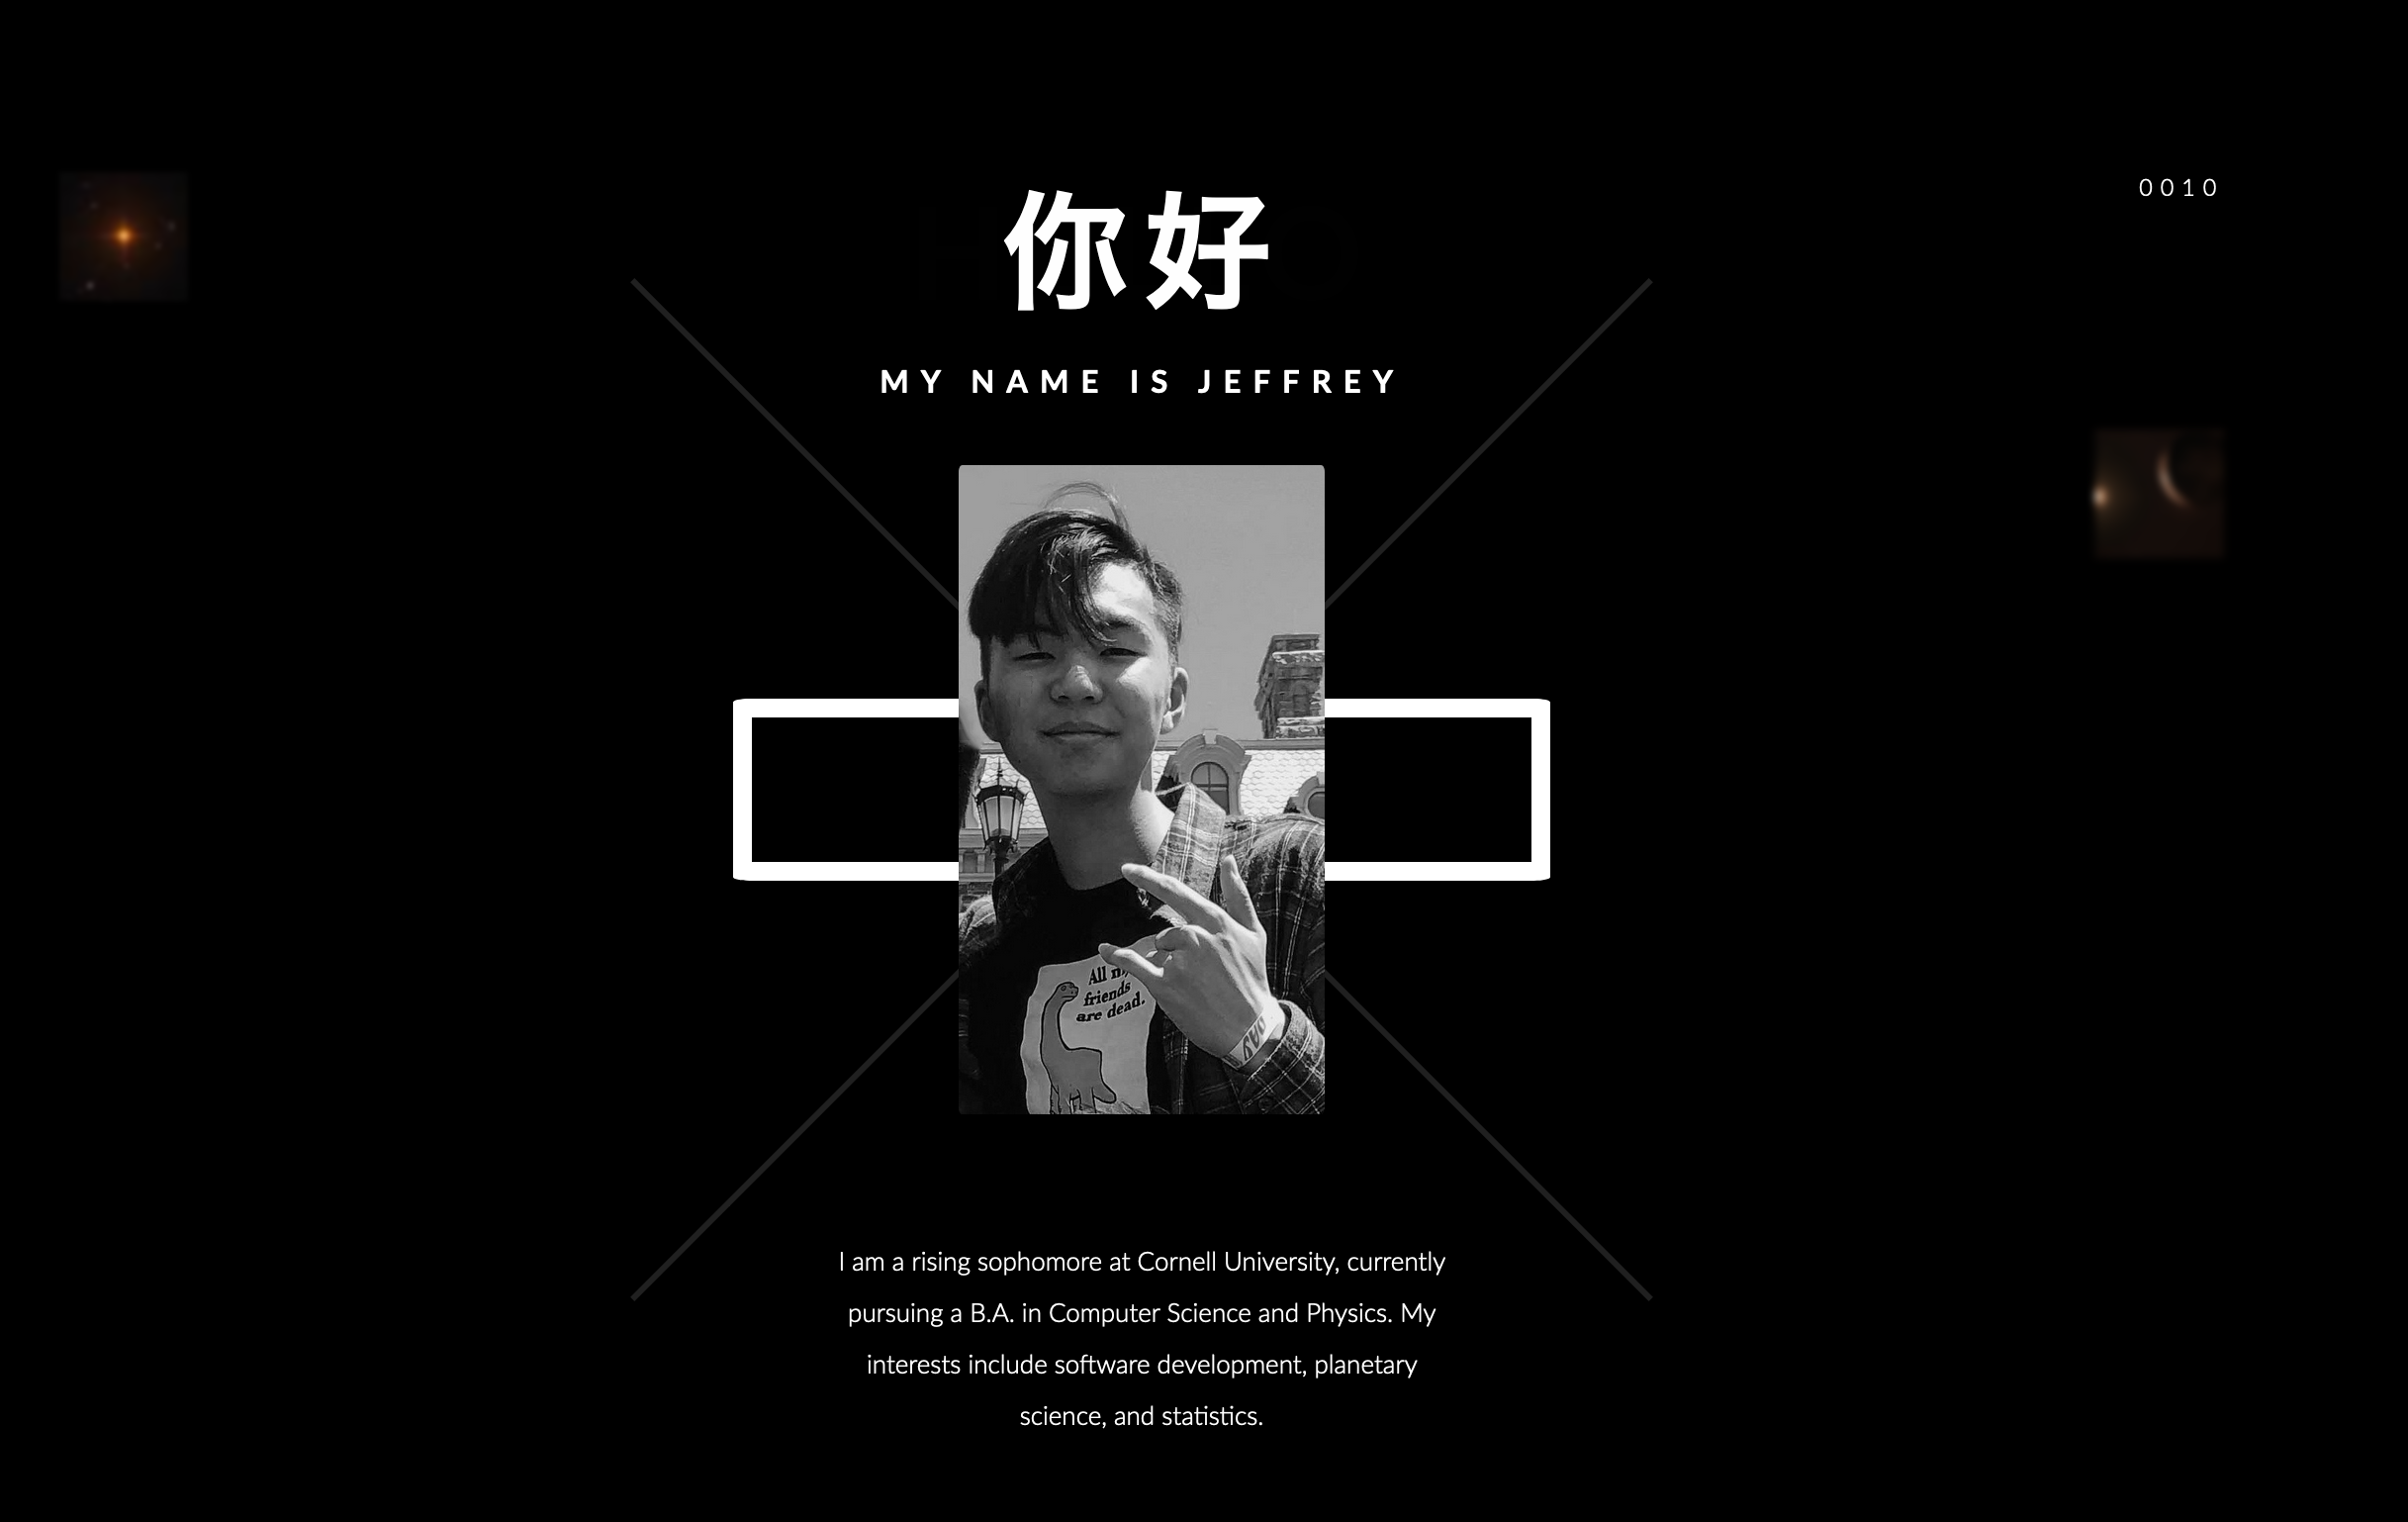 0010
你好
MY NAME IS JEFFREY
All my
friends
are dead.
I am a rising sophomore at Cornell University, currently
pursuing a B.A. in Computer Science and Physics. My
interests include software development, planetary
science, and statistics.